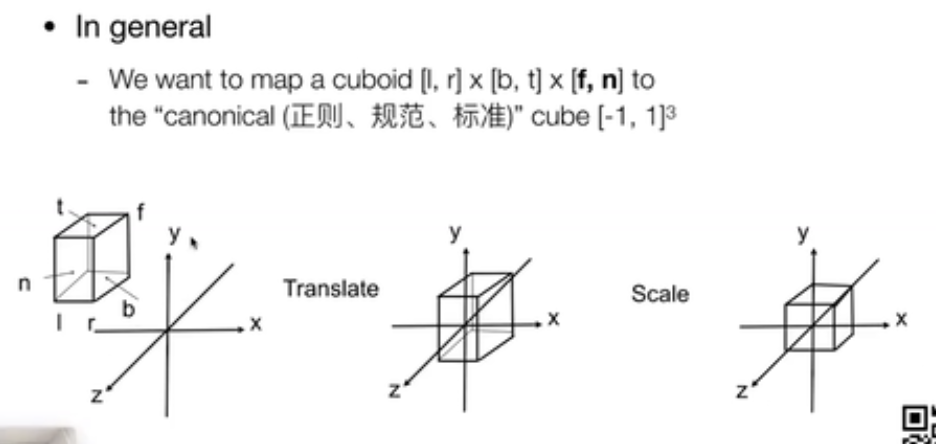 • In general
- We want to map a cuboid [l, r] x [b, t] x [f, n] to
the “canonical (正则、规范、标准)” cube [-1, 1]³
t
f
n
l
r
b
y
x
z
Translate
y
x
z
Scale
y
x
z